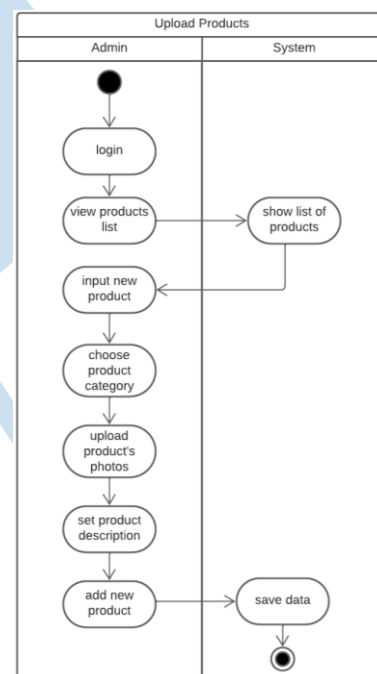 Upload Products
Admin
System
login
view products
list
show list of
products
input new
product
choose
product
category
upload
product's
photos
set product
description
add new
product
save data